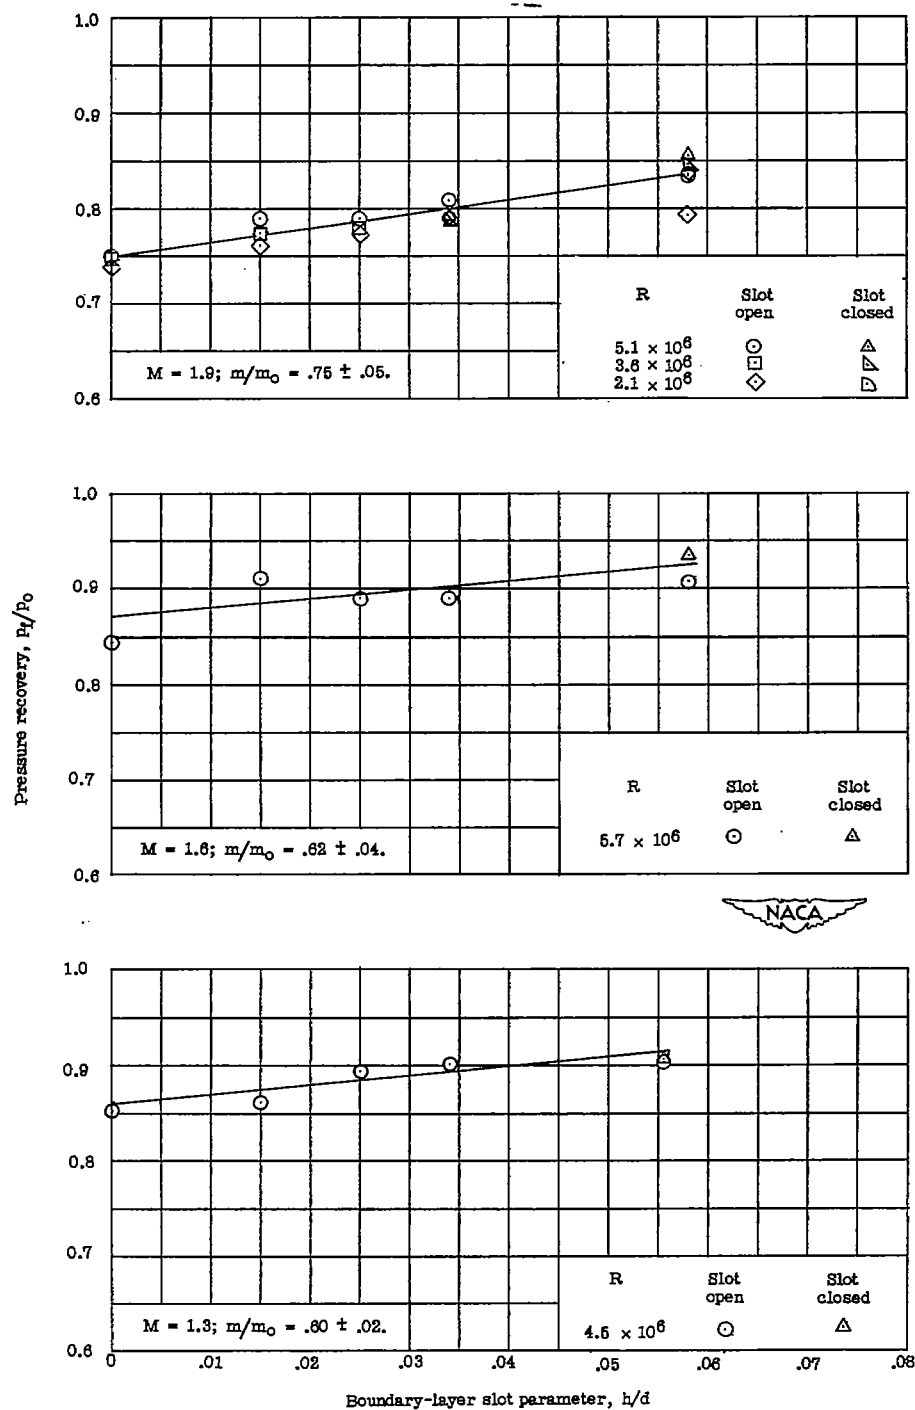 1.0
0.9
0.8
0.7
0.6
R Slot open Slot closed
5.1 × 10⁶
3.6 × 10⁶
2.1 × 10⁶
M = 1.9; m/m₀ = .75 ± .05.
1.0
0.9
0.8
0.7
0.6
Pressure recovery, p₁/p₀
R Slot open Slot closed
5.7 × 10⁶
M = 1.6; m/m₀ = .62 ± .04.
NACA
1.0
0.9
0.8
0.7
0.6
R Slot open Slot closed
4.5 × 10⁶
M = 1.3; m/m₀ = .60 ± .02.
0 .01 .02 .03 .04 .05 .06 .07 .08
Boundary-layer slot parameter, h/d